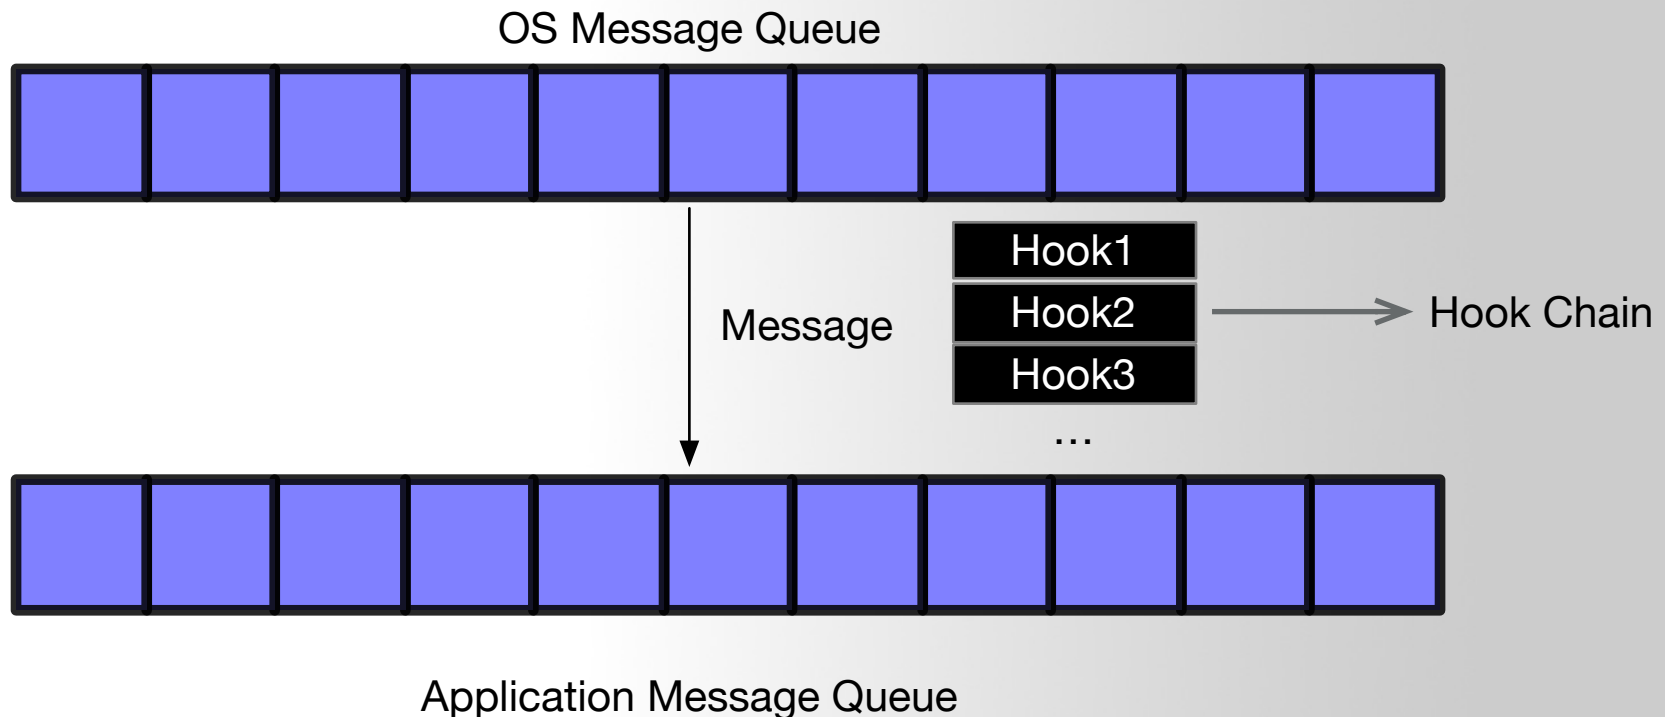 OS Message Queue
Hook1
Message
Hook2
Hook Chain
Hook3
...
Application Message Queue